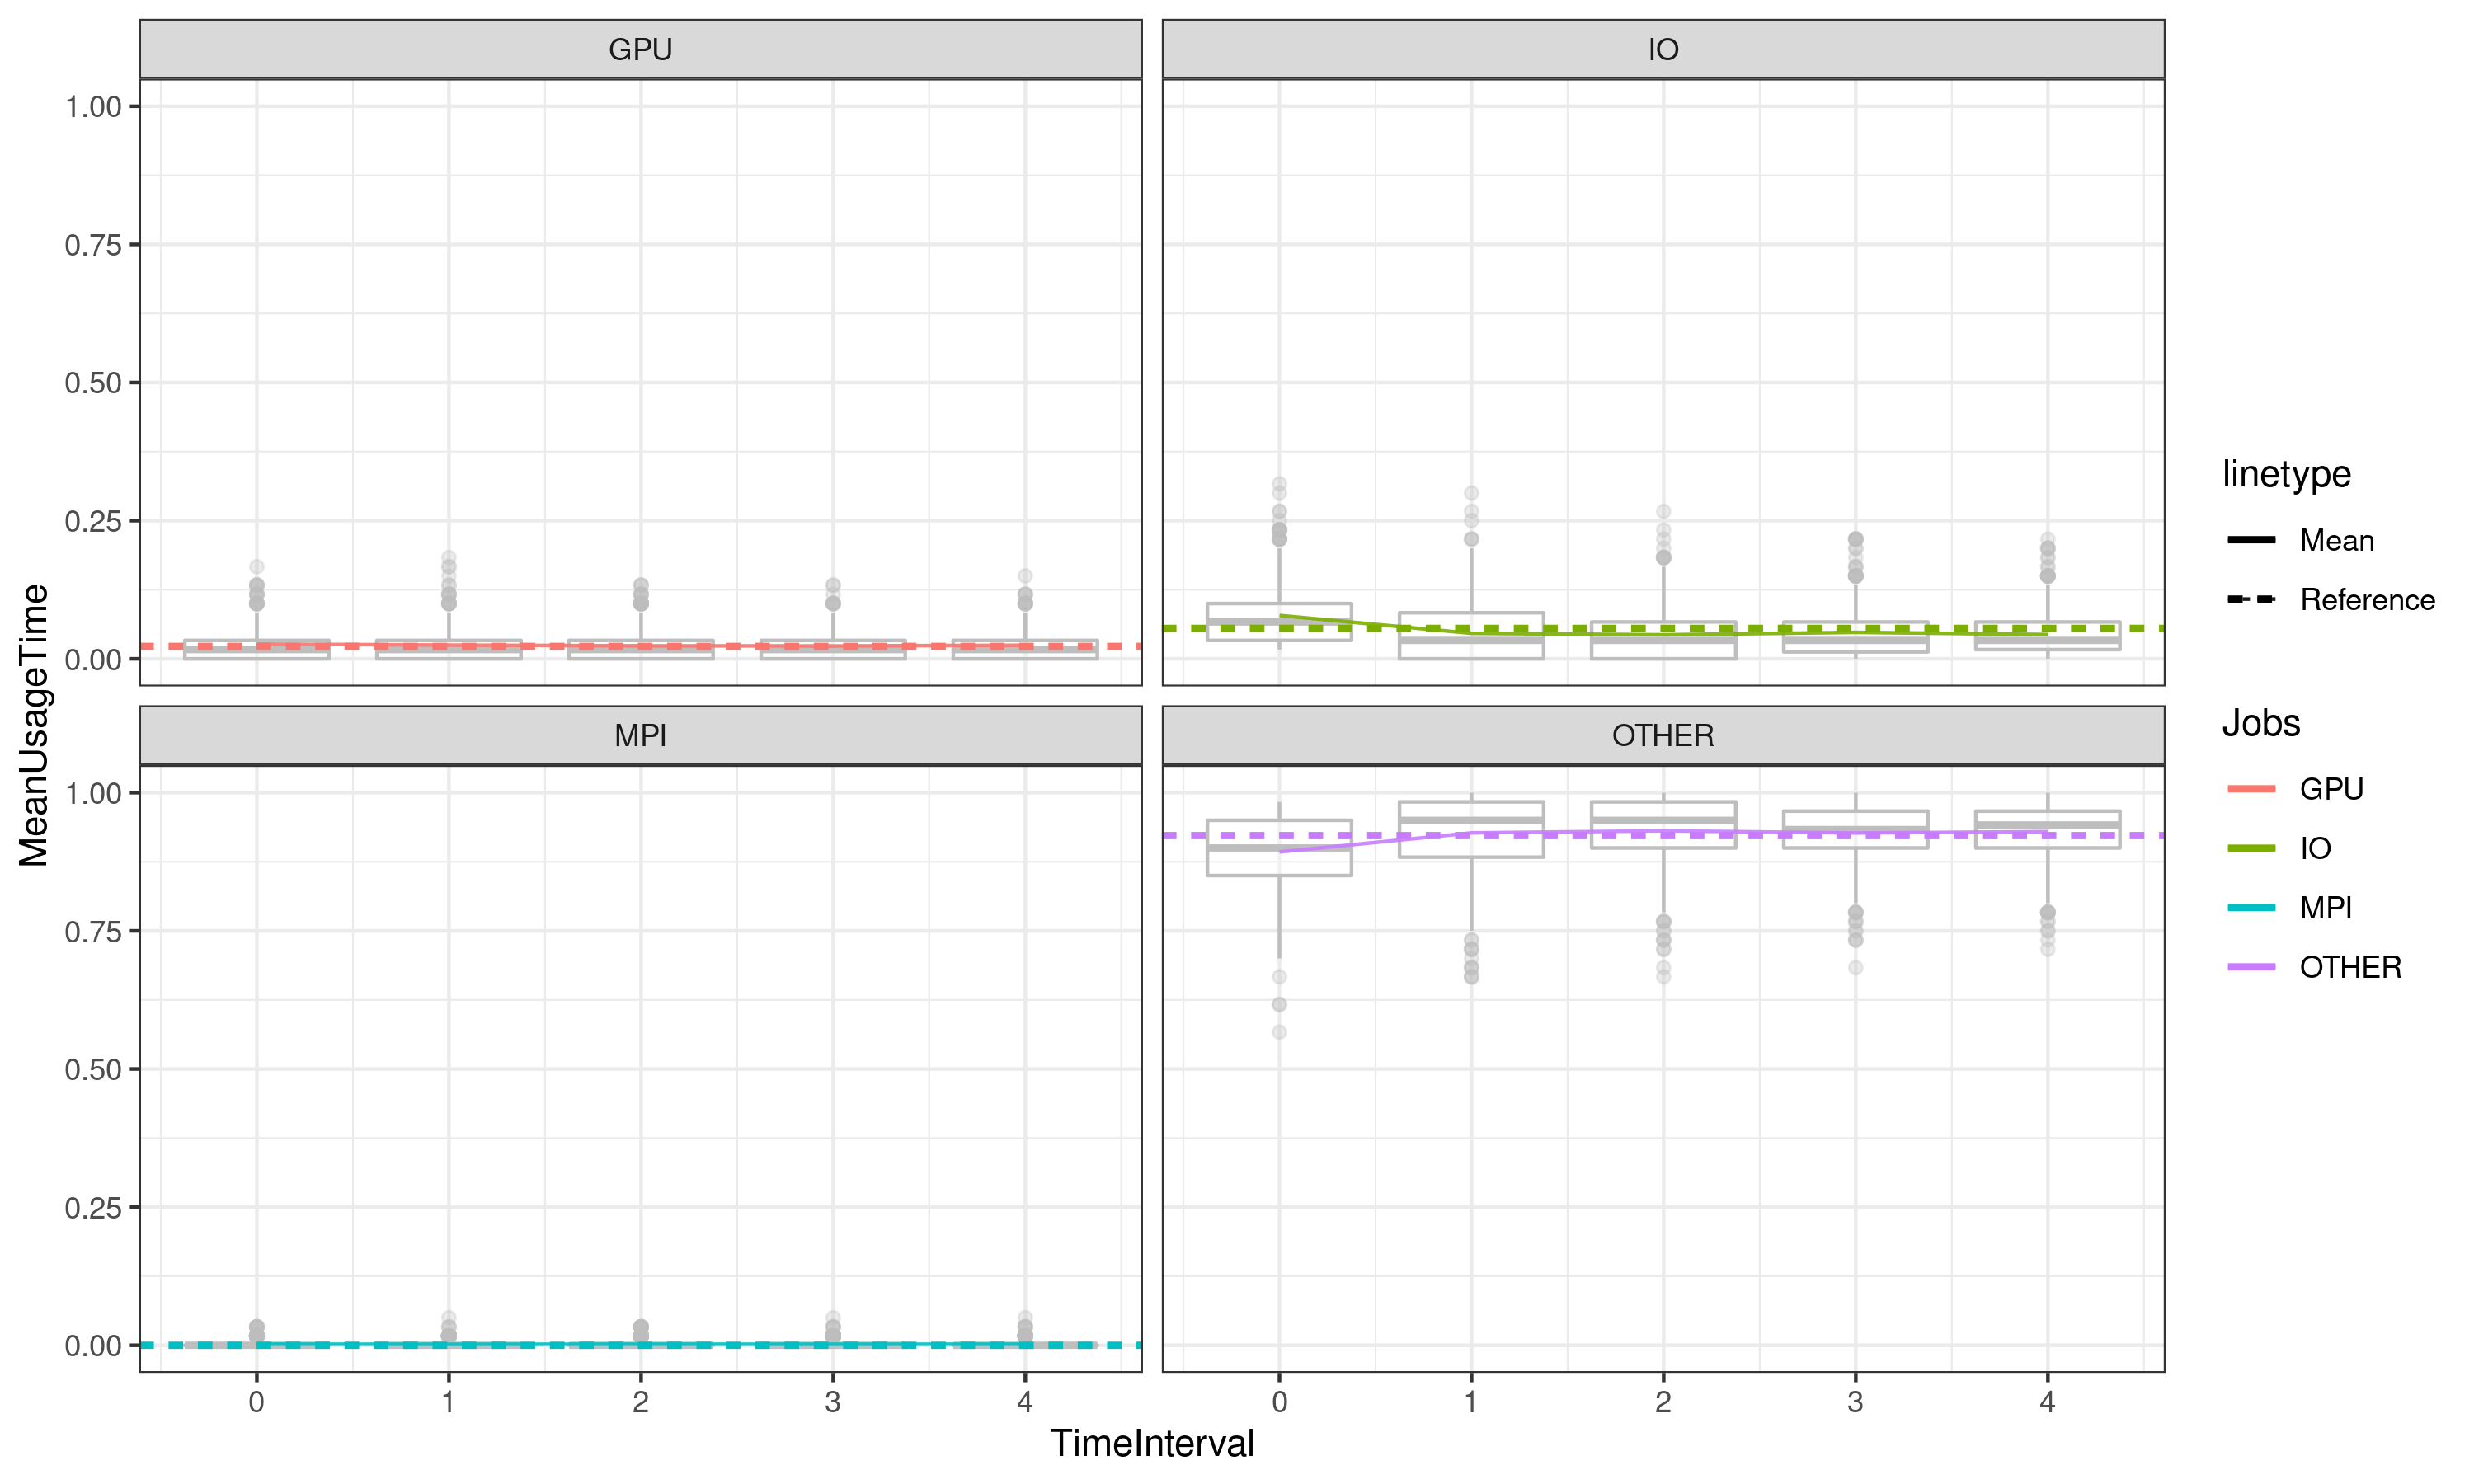 GPU
IO
1.00
0.75
0.50
0.25
0.00
MPI
OTHER
1.00
0.75
0.50
0.25
0.00
0 1 2 3 4
0 1 2 3 4
TimeInterval
MeanUsageTime
linetype
Mean
Reference
Jobs
GPU
IO
MPI
OTHER